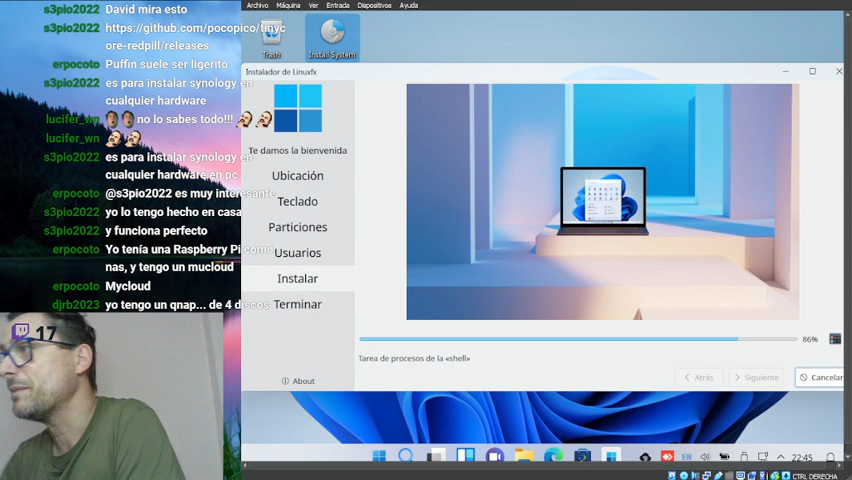 Archivo Máquina Ver Entrada Dispositivos Ayuda
s3pio2022 David mira esto
s3pio2022 https://github.com/pocopico/tinyc
ore-redpill/releases
erpocoto Puffin suele ser ligerito
s3pio2022 es para instalar synology en
cualquier hardware
lucifer_wn no lo sabes todo!!!
lucifer_wn
s3pio2022 es para instalar synology en
cualquier hardware en pc
erpocoto @s3pio2022 es muy interesante
s3pio2022 yo lo tengo hecho en casa
s3pio2022 y funciona perfecto
erpocoto Yo tenía una Raspberry Pi como
nas, y tengo un mucloud
erpocoto Mycloud
djrb2023 yo tengo un qnap... de 4 discos
17
Trash
Install System
Instalador de Linuxfx
Te damos la bienvenida
Ubicación
Teclado
Particiones
Usuarios
Instalar
Terminar
About
86%
Tarea de procesos de la «shell»
Atrás
Siguiente
Cancelar
EN
22:45
CTRL DERECHA